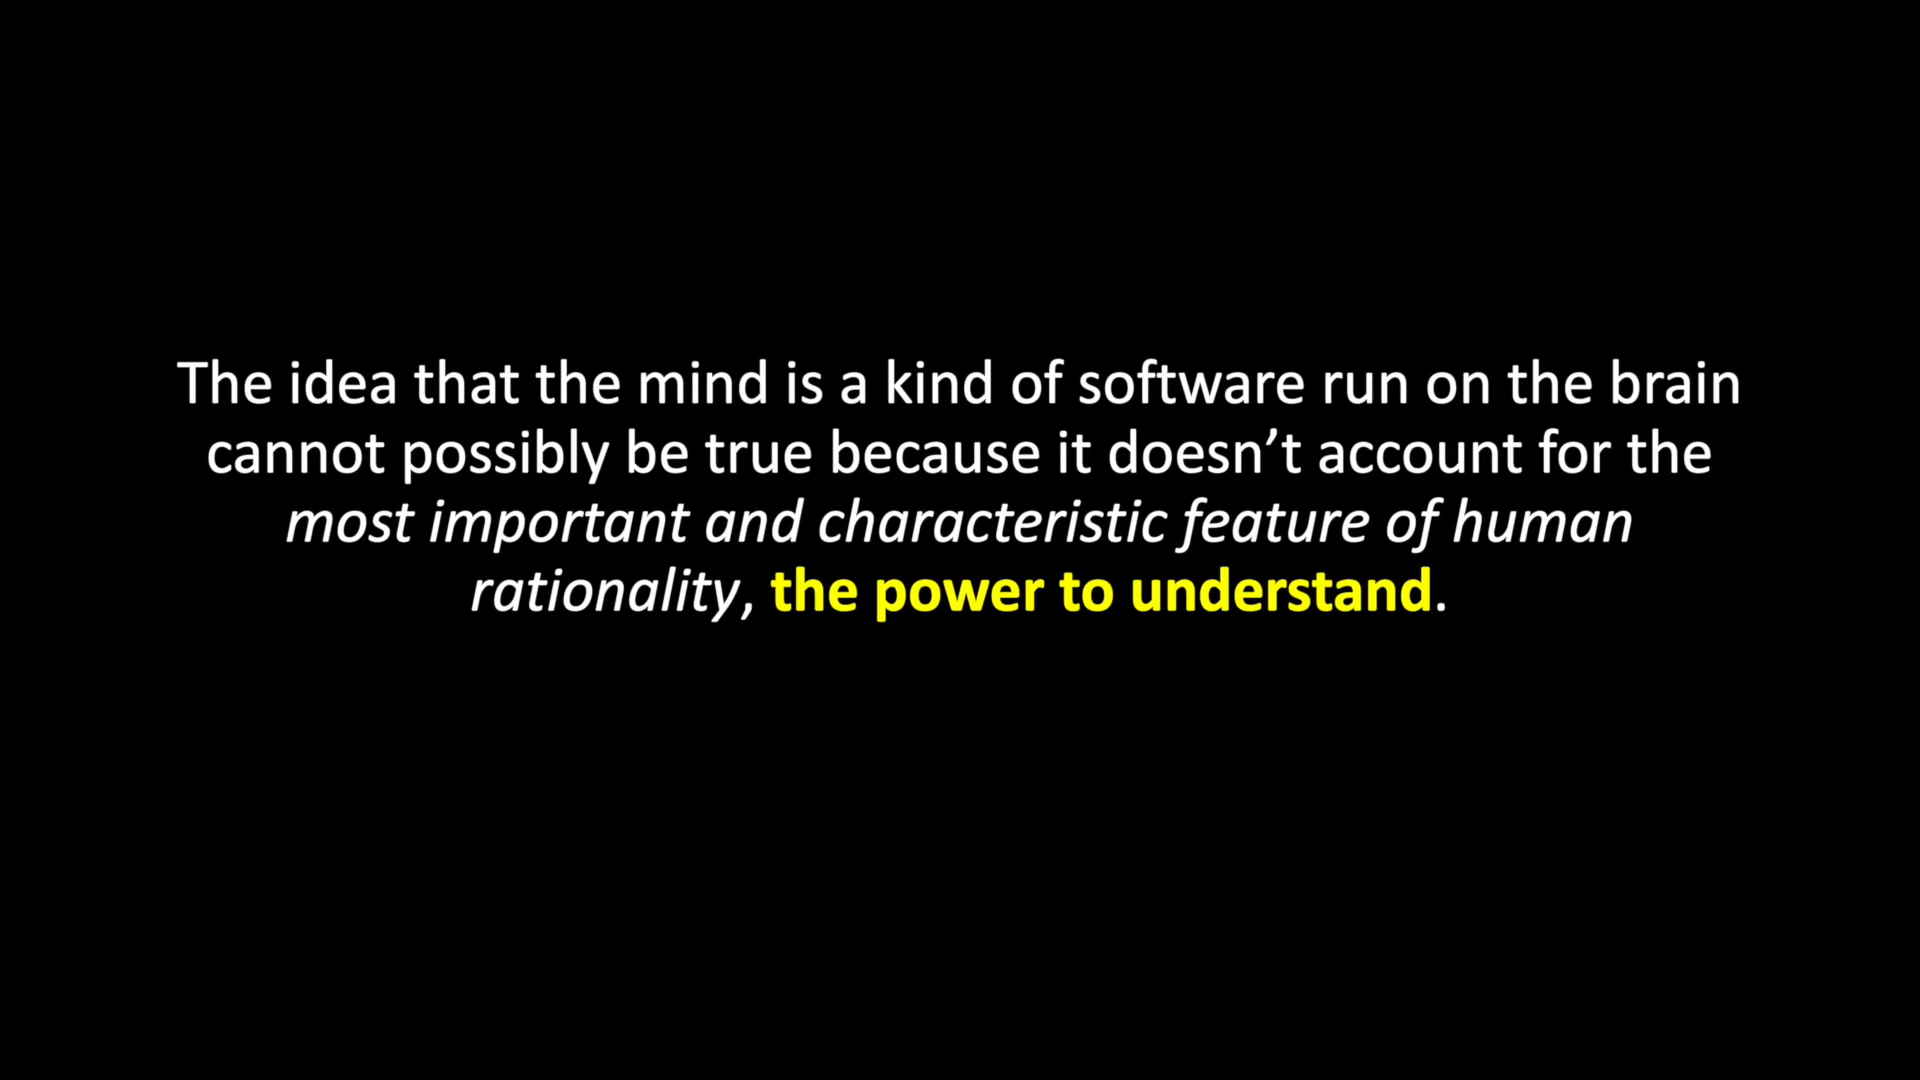 The idea that the mind is a kind of software run on the brain
cannot possibly be true because it doesn’t account for the
most important and characteristic feature of human
rationality, the power to understand.